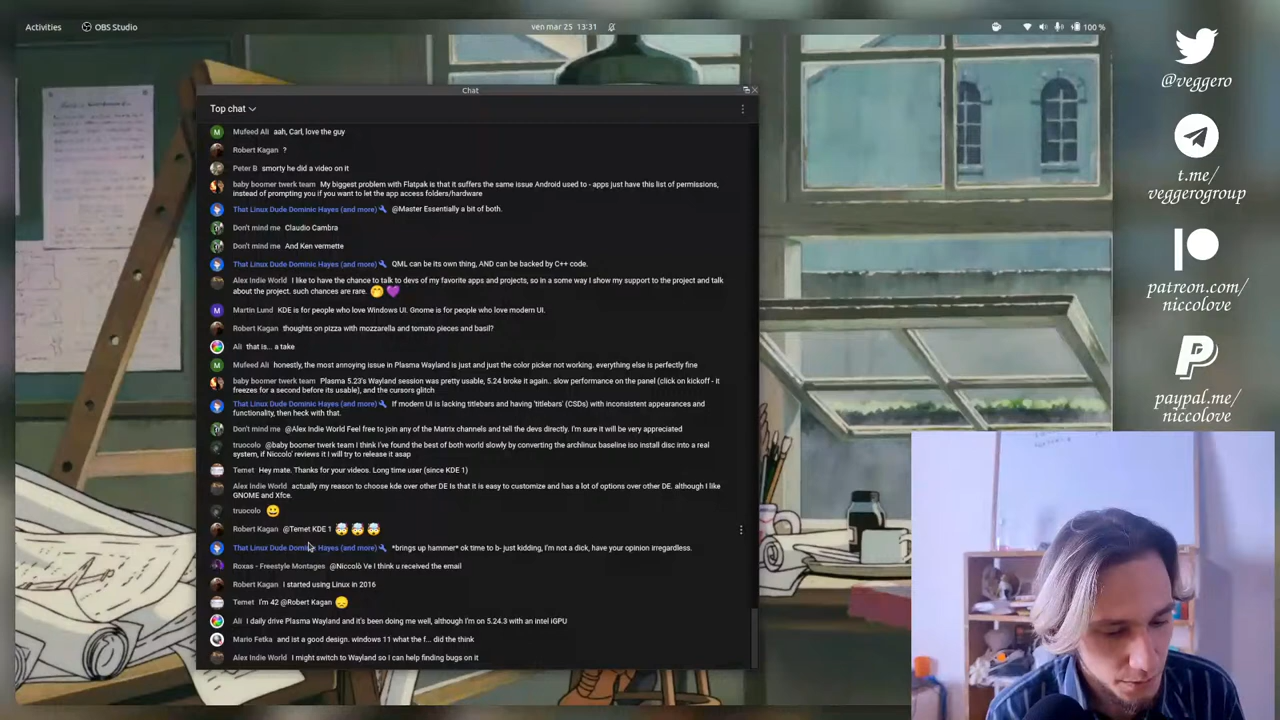 Activities
OBS Studio
ven mar 25 13:31
100 %
Chat
Top chat
Mufeed Ali aah, Carl, love the guy
Robert Kagan ?
Peter B smorty he did a video on it
baby boomer twerk team My biggest problem with Flatpak is that it suffers the same issue Android used to - apps just have this list of permissions,
instead of prompting you if you want to let the app access folders/hardware
That Linux Dude Dominic Hayes (and more) @Master Essentially a bit of both.
Don't mind me Claudio Cambra
Don't mind me And Ken vermette
That Linux Dude Dominic Hayes (and more) QML can be its own thing, AND can be backed by C++ code.
Alex Indie World I like to have the chance to talk to devs of my favorite apps and projects, so in a some way I show my support to the project and talk
about the project. such chances are rare. 🤭 💜
Martin Lund KDE is for people who love Windows UI. Gnome is for people who love modern UI.
Robert Kagan thoughts on pizza with mozzarella and tomato pieces and basil?
Ali that is... a take
Mufeed Ali honestly, the most annoying issue in Plasma Wayland is just and just the color picker not working. everything else is perfectly fine
baby boomer twerk team Plasma 5.23's Wayland session was pretty usable, 5.24 broke it again.. slow performance on the panel (click on kickoff - it
freezes for a second before its usable), and the cursors glitch
That Linux Dude Dominic Hayes (and more) If modern UI is lacking titlebars and having 'titlebars' (CSDs) with inconsistent appearances and
functionality, then heck with that.
Don't mind me @Alex Indie World Feel free to join any of the Matrix channels and tell the devs directly. I'm sure it will be very appreciated
truocolo @baby boomer twerk team I think I've found the best of both world slowly by converting the archlinux baseline iso install disc into a real
system, if Niccolo' reviews it I will try to release it asap
Temet Hey mate. Thanks for your videos. Long time user (since KDE 1)
Alex Indie World actually my reason to choose kde over other DE Is that it is easy to customize and has a lot of options over other DE. although I like
GNOME and Xfce.
truocolo 😀
Robert Kagan @Temet KDE 1 🤯 🤯 🤯
That Linux Dude Dominic Hayes (and more) *brings up hammer* ok time to b- just kidding, I'm not a dick, have your opinion irregardless.
Roxas - Freestyle Montages @Niccolò Ve I think u received the email
Robert Kagan I started using Linux in 2016
Temet I'm 42 @Robert Kagan 😞
Ali I daily drive Plasma Wayland and it's been doing me well, although I'm on 5.24.3 with an intel iGPU
Mario Fetka and ist a good design. windows 11 what the f... did the think
Alex Indie World I might switch to Wayland so I can help finding bugs on it
@veggero
t.me/
veggerogroup
patreon.com/
niccolove
paypal.me/
niccolove